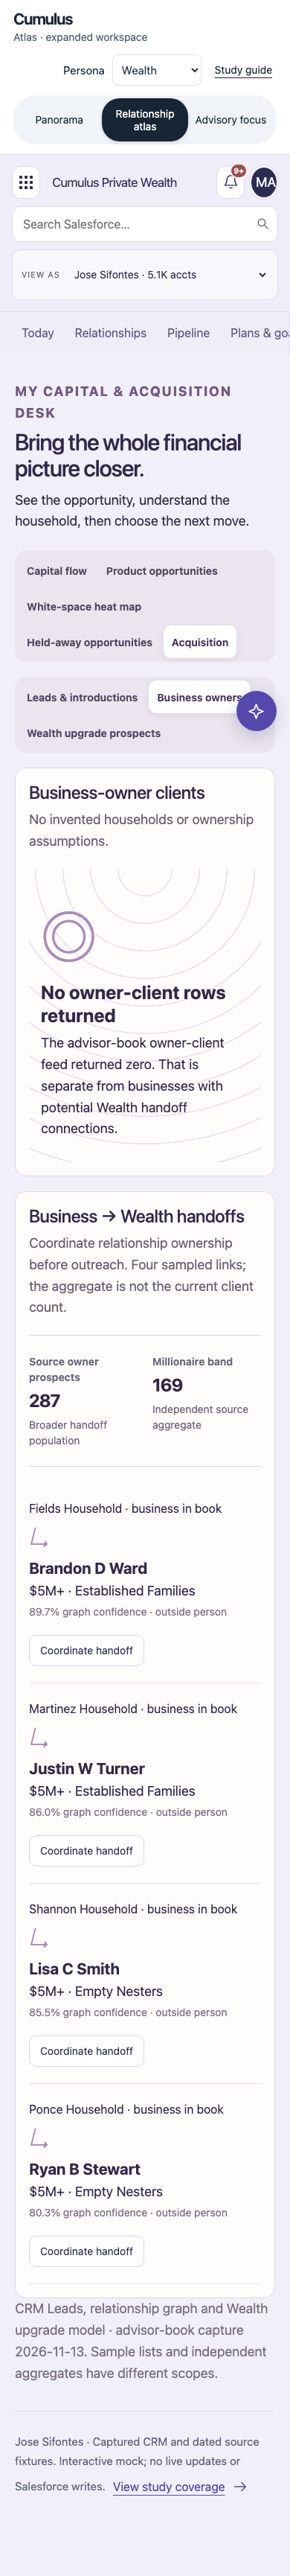 Cumulus
Atlas · expanded workspace
Persona
Wealth
Study guide
Panorama
Relationship
atlas
Advisory focus
Cumulus Private Wealth
9+
MA
Search Salesforce...
VIEW AS
Jose Sifontes · 5.1K accts
Today
Relationships
Pipeline
Plans & goa
MY CAPITAL & ACQUISITION
DESK
Bring the whole financial
picture closer.
See the opportunity, understand the
household, then choose the next move.
Capital flow
Product opportunities
White-space heat map
Held-away opportunities
Acquisition
Leads & introductions
Business owners
Wealth upgrade prospects
Business-owner clients
No invented households or ownership
assumptions.
No owner-client rows
returned
The advisor-book owner-client
feed returned zero. That is
separate from businesses with
potential Wealth handoff
connections.
Business → Wealth handoffs
Coordinate relationship ownership
before outreach. Four sampled links;
the aggregate is not the current client
count.
Source owner
prospects
287
Broader handoff
population
Millionaire band
169
Independent source
aggregate
Fields Household · business in book
Brandon D Ward
$5M+ · Established Families
89.7% graph confidence · outside person
Coordinate handoff
Martinez Household · business in book
Justin W Turner
$5M+ · Established Families
86.0% graph confidence · outside person
Coordinate handoff
Shannon Household · business in book
Lisa C Smith
$5M+ · Empty Nesters
85.5% graph confidence · outside person
Coordinate handoff
Ponce Household · business in book
Ryan B Stewart
$5M+ · Empty Nesters
80.3% graph confidence · outside person
Coordinate handoff
CRM Leads, relationship graph and Wealth
upgrade model · advisor-book capture
2026-11-13. Sample lists and independent
aggregates have different scopes.
Jose Sifontes · Captured CRM and dated source
fixtures. Interactive mock; no live updates or
Salesforce writes. View study coverage →